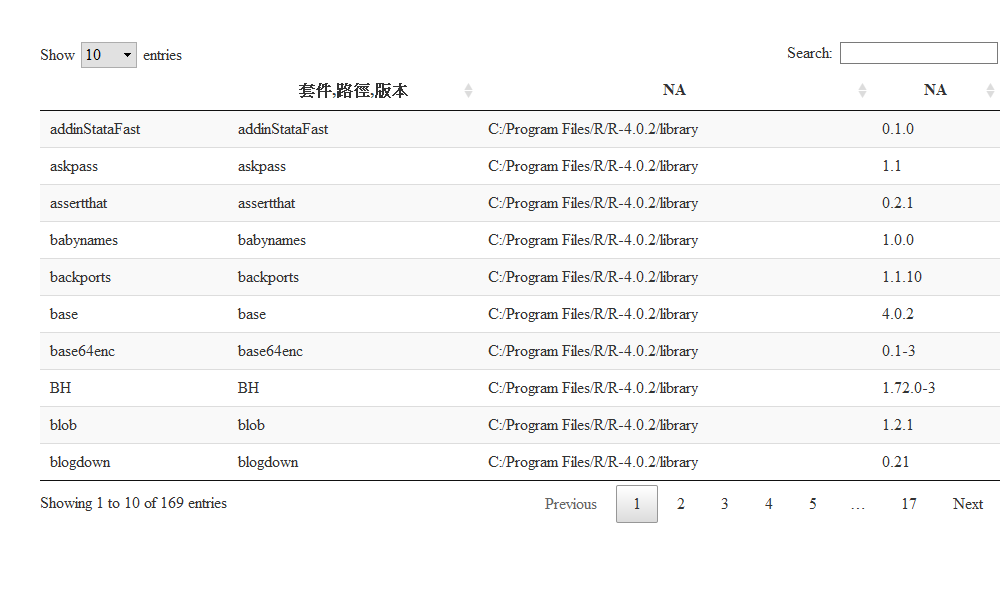 Show 10 entries Search:
套件,路徑,版本 NA NA
addinStataFast addinStataFast C:/Program Files/R/R-4.0.2/library 0.1.0
askpass askpass C:/Program Files/R/R-4.0.2/library 1.1
assertthat assertthat C:/Program Files/R/R-4.0.2/library 0.2.1
babynames babynames C:/Program Files/R/R-4.0.2/library 1.0.0
backports backports C:/Program Files/R/R-4.0.2/library 1.1.10
base base C:/Program Files/R/R-4.0.2/library 4.0.2
base64enc base64enc C:/Program Files/R/R-4.0.2/library 0.1-3
BH BH C:/Program Files/R/R-4.0.2/library 1.72.0-3
blob blob C:/Program Files/R/R-4.0.2/library 1.2.1
blogdown blogdown C:/Program Files/R/R-4.0.2/library 0.21
Showing 1 to 10 of 169 entries Previous 1 2 3 4 5 … 17 Next